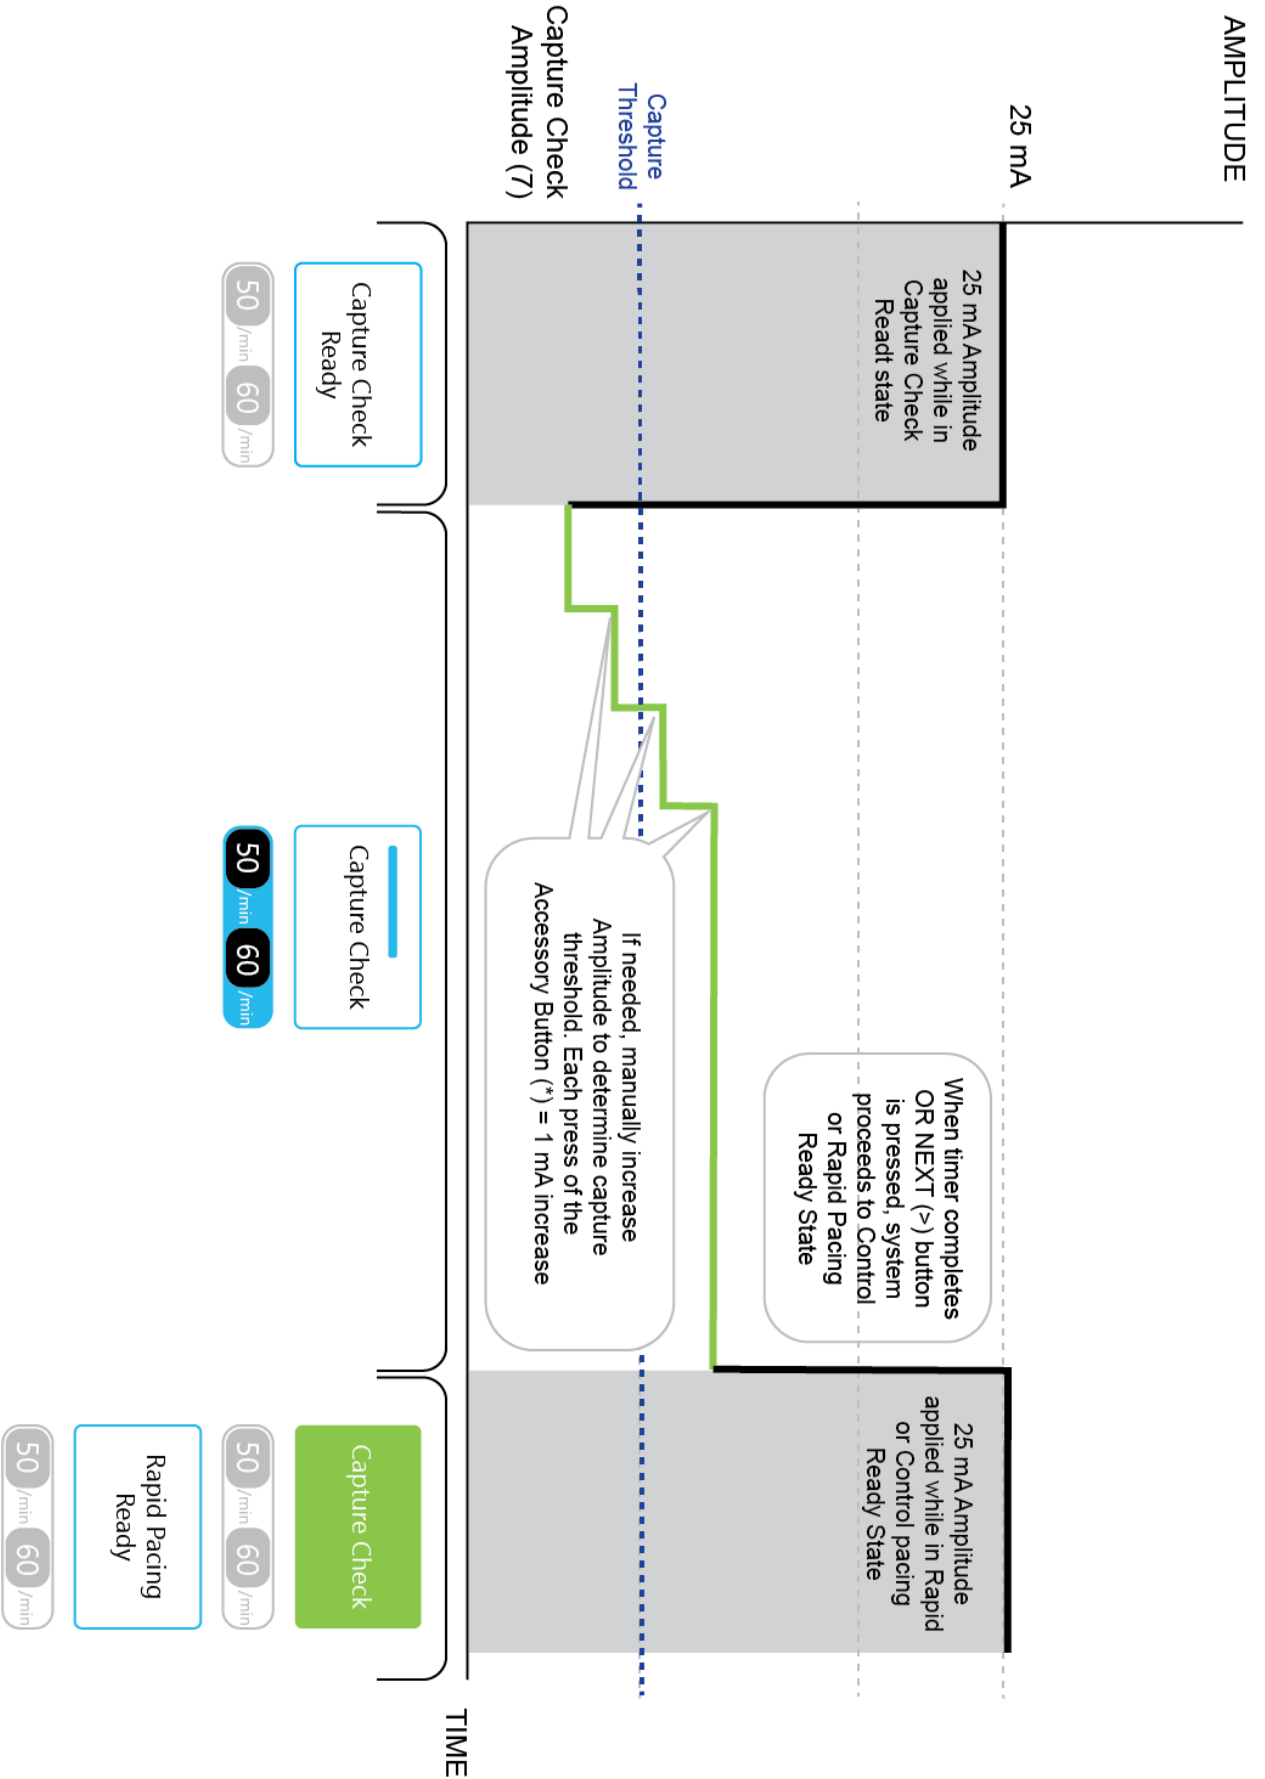 AMPLITUDE
25 mA
Capture
Threshold
Capture Check
Amplitude (7)
25 mA Amplitude
applied while in
Capture Check
Readt state
When timer completes
OR NEXT (>) button
is pressed, system
proceeds to Control
or Rapid Pacing
Ready State
If needed, manually increase
Amplitude to determine capture
threshold. Each press of the
Accessory Button (*) = 1 mA increase
25 mA Amplitude
applied while in Rapid
or Control pacing
Ready State
TIME
Capture Check
Ready
50 /min 60 /min
Capture Check
50 /min 60 /min
Capture Check
50 /min 60 /min
Rapid Pacing
Ready
50 /min 60 /min